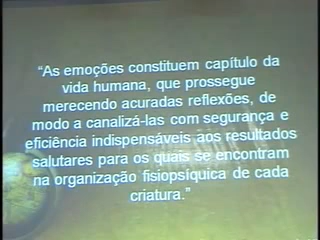 “As emoções constituem capítulo da
vida humana, que prossegue
merecendo acuradas reflexões, de
modo a canalizá-las com segurança e
eficiência indispensáveis aos resultados
salutares para os quais se encontram
na organização fisiopsíquica de cada
criatura.”